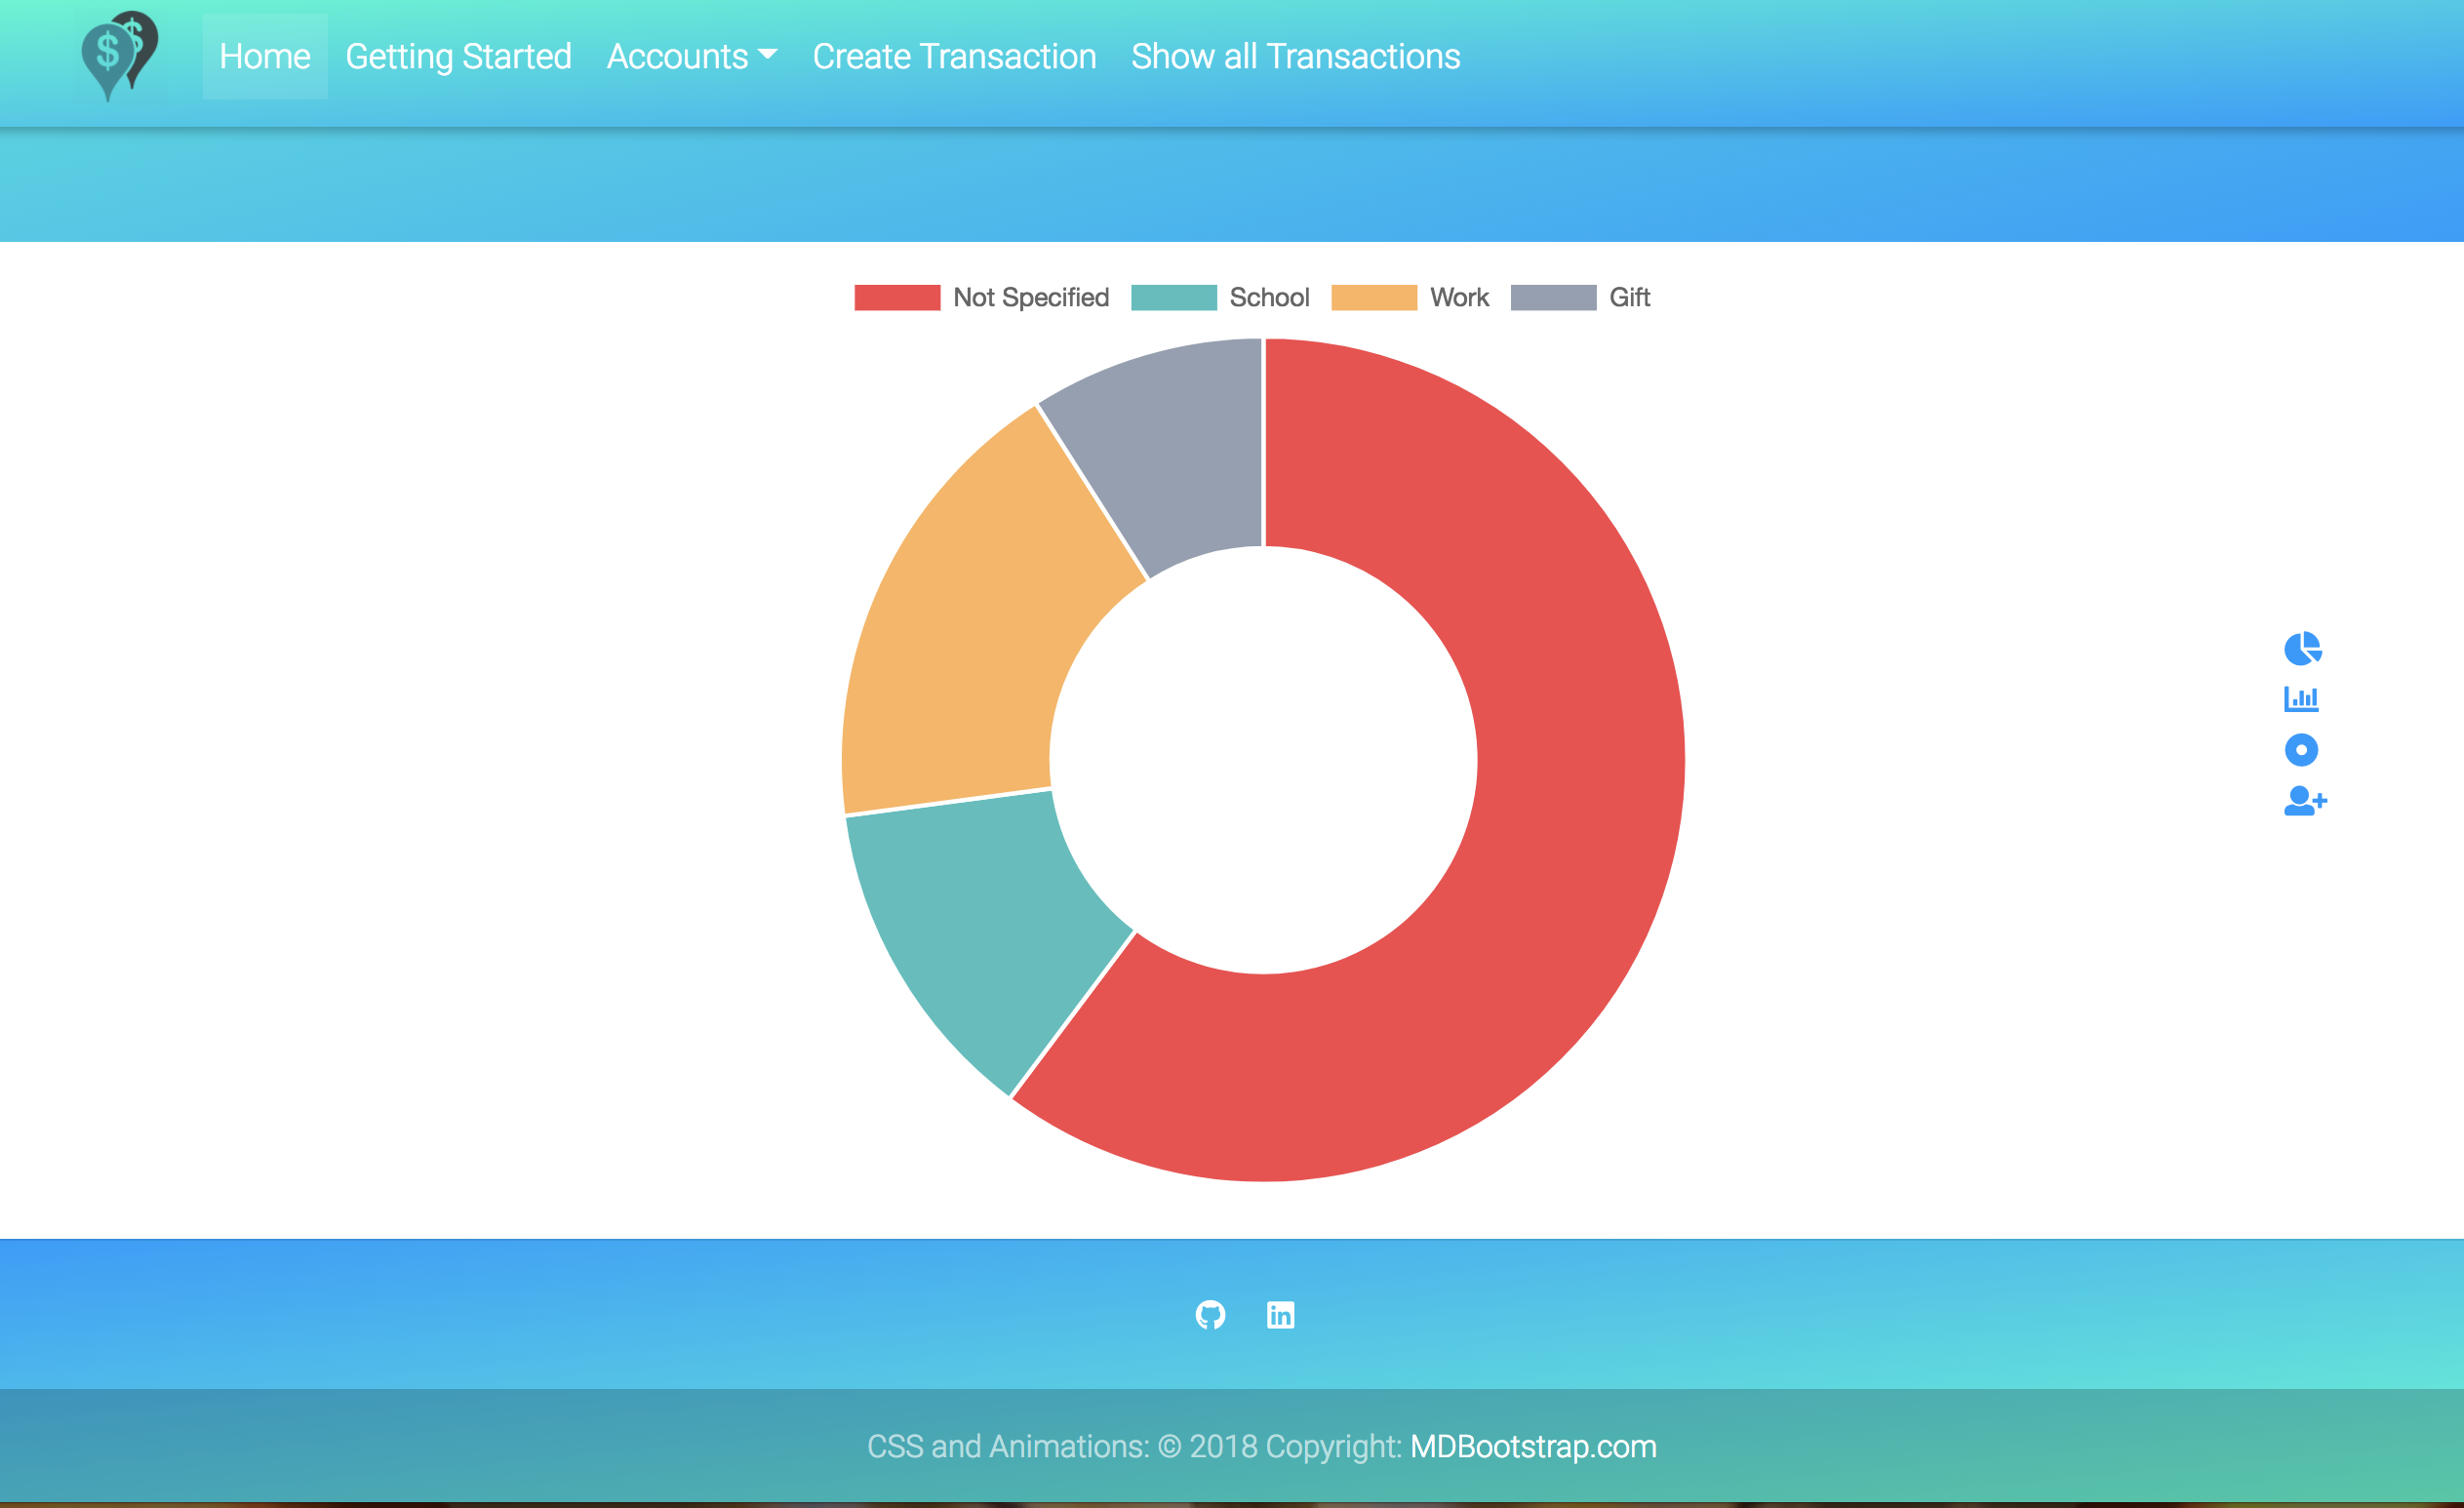 $ $
Home Getting Started Accounts Create Transaction Show all Transactions
Not Specified School Work Gift
in
CSS and Animations: © 2018 Copyright: MDBootstrap.com